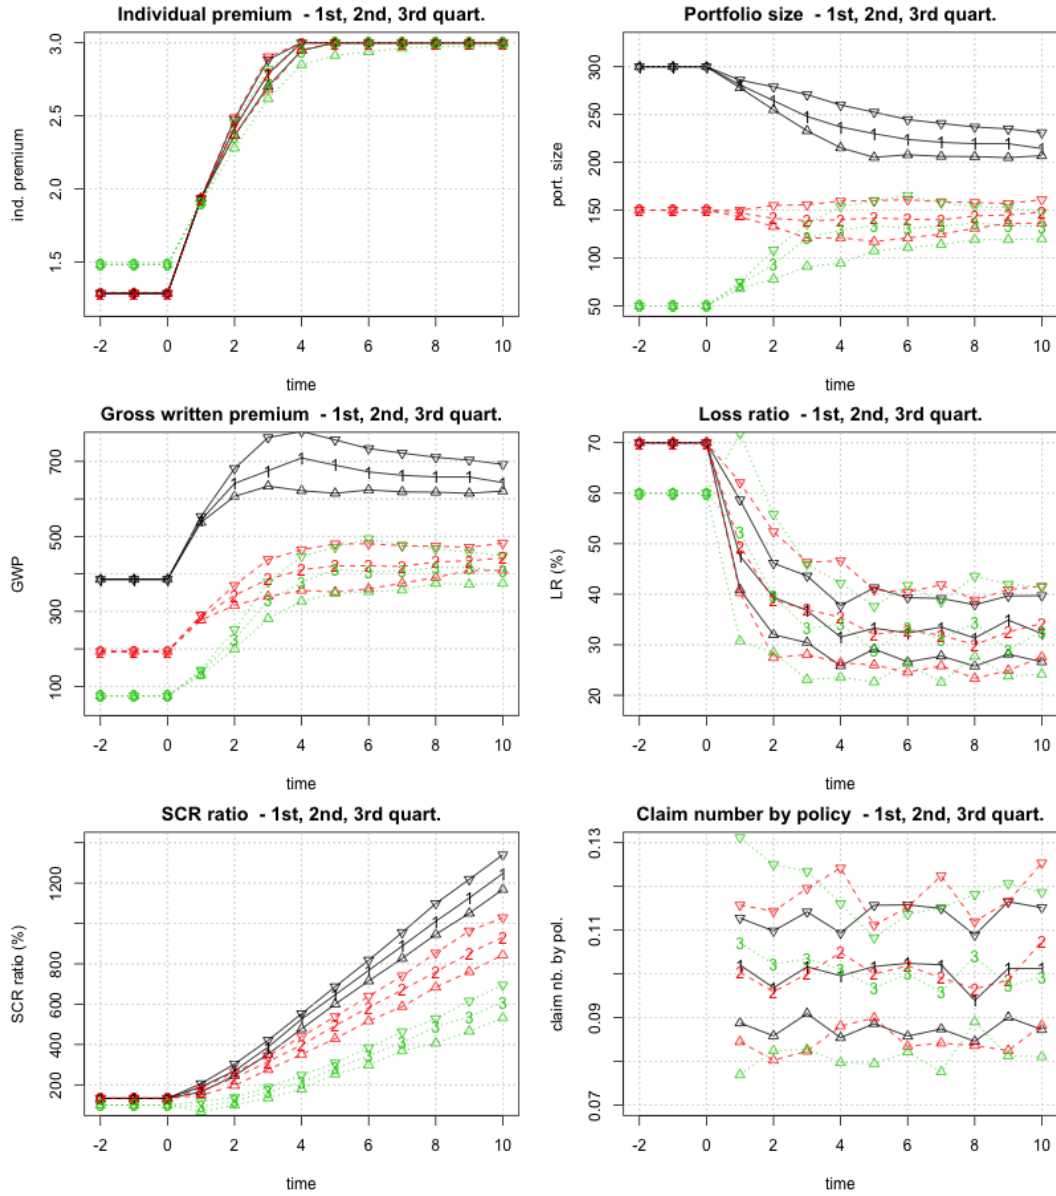 Individual premium - 1st, 2nd, 3rd quart.
ind. premium
3.0
2.5
2.0
1.5
-2 0 2 4 6 8 10
time
Portfolio size - 1st, 2nd, 3rd quart.
port. size
300
250
200
150
100
50
-2 0 2 4 6 8 10
time
Gross written premium - 1st, 2nd, 3rd quart.
GWP
700
500
300
100
-2 0 2 4 6 8 10
time
Loss ratio - 1st, 2nd, 3rd quart.
LR (%)
70
60
50
40
30
20
-2 0 2 4 6 8 10
time
SCR ratio - 1st, 2nd, 3rd quart.
SCR ratio (%)
1200
800
600
400
200
-2 0 2 4 6 8 10
time
Claim number by policy - 1st, 2nd, 3rd quart.
claim nb. by pol.
0.13
0.11
0.09
0.07
-2 0 2 4 6 8 10
time